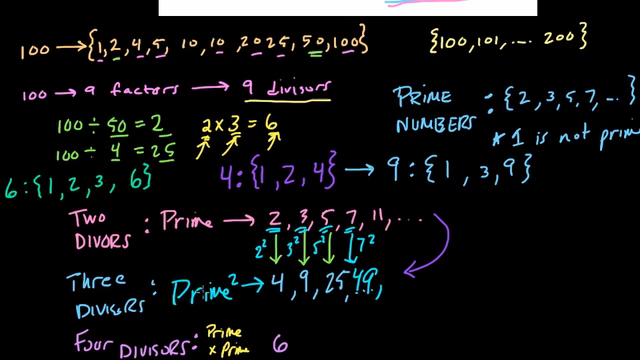 100 → {1, 2, 4, 5, 10, 10, 20 25, 50, 100}
{100, 101, .... 200}
100 → 9 factors → 9 divisors
100 ÷ 50 = 2
2 x 3 = 6
100 ÷ 4 = 25
PRIME NUMBERS : {2, 3, 5, 7, ...}
* 1 is not prime
6 : {1, 2, 3, 6}
4 : {1, 2, 4} → 9 : {1, 3, 9}
Two DIVORS : Prime → 2, 3, 5, 7, 11, ....
2² 3² 5² 7²
Three DIVISERS : Prime² → 4, 9, 25, 49, ...
Four DIVISORS : Prime x Prime 6